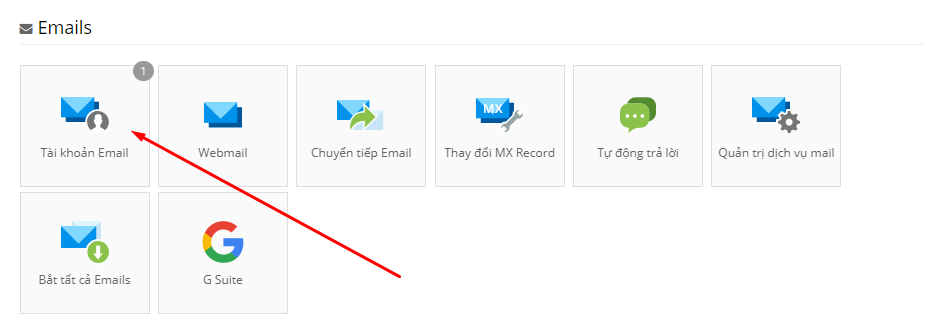 Emails
1
Tài khoản Email
Webmail
Chuyển tiếp Email
MX
Thay đổi MX Record
Tự động trả lời
Quản trị dịch vụ mail
Bắt tất cả Emails
G Suite